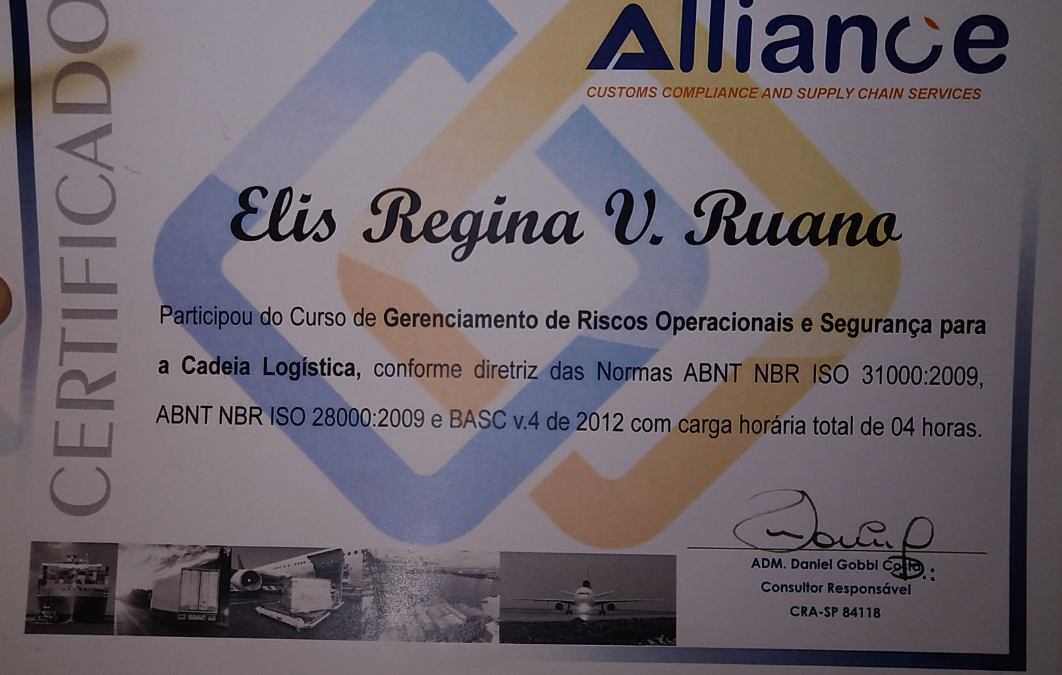 CERTIFICADO
Alliance
CUSTOMS COMPLIANCE AND SUPPLY CHAIN SERVICES
Elis Regina V. Ruano
Participou do Curso de Gerenciamento de Riscos Operacionais e Segurança para
a Cadeia Logística, conforme diretriz das Normas ABNT NBR ISO 31000:2009,
ABNT NBR ISO 28000:2009 e BASC v.4 de 2012 com carga horária total de 04 horas.
ADM. Daniel Gobbi Costa
Consultor Responsável
CRA-SP 84118